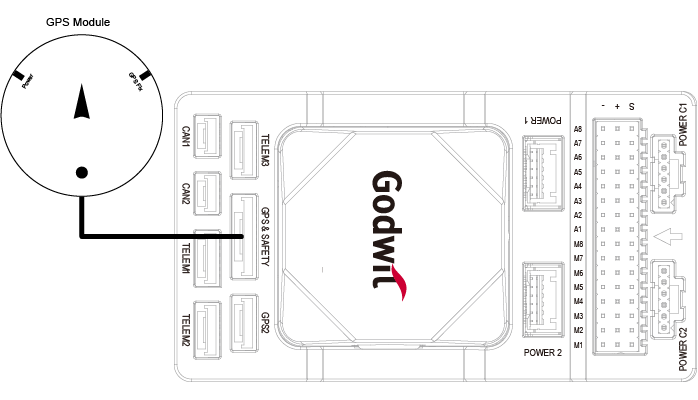 GPS Module
Power
GPS Fix
CAN1
CAN2
TELEM1
TELEM2
TELEM3
GPS & SAFETY
GPS2
Godwit
POWER 1
POWER 2
- + S
A8
A7
A6
A5
A4
A3
A2
A1
M8
M7
M6
M5
M4
M3
M2
M1
POWER C1
POWER C2